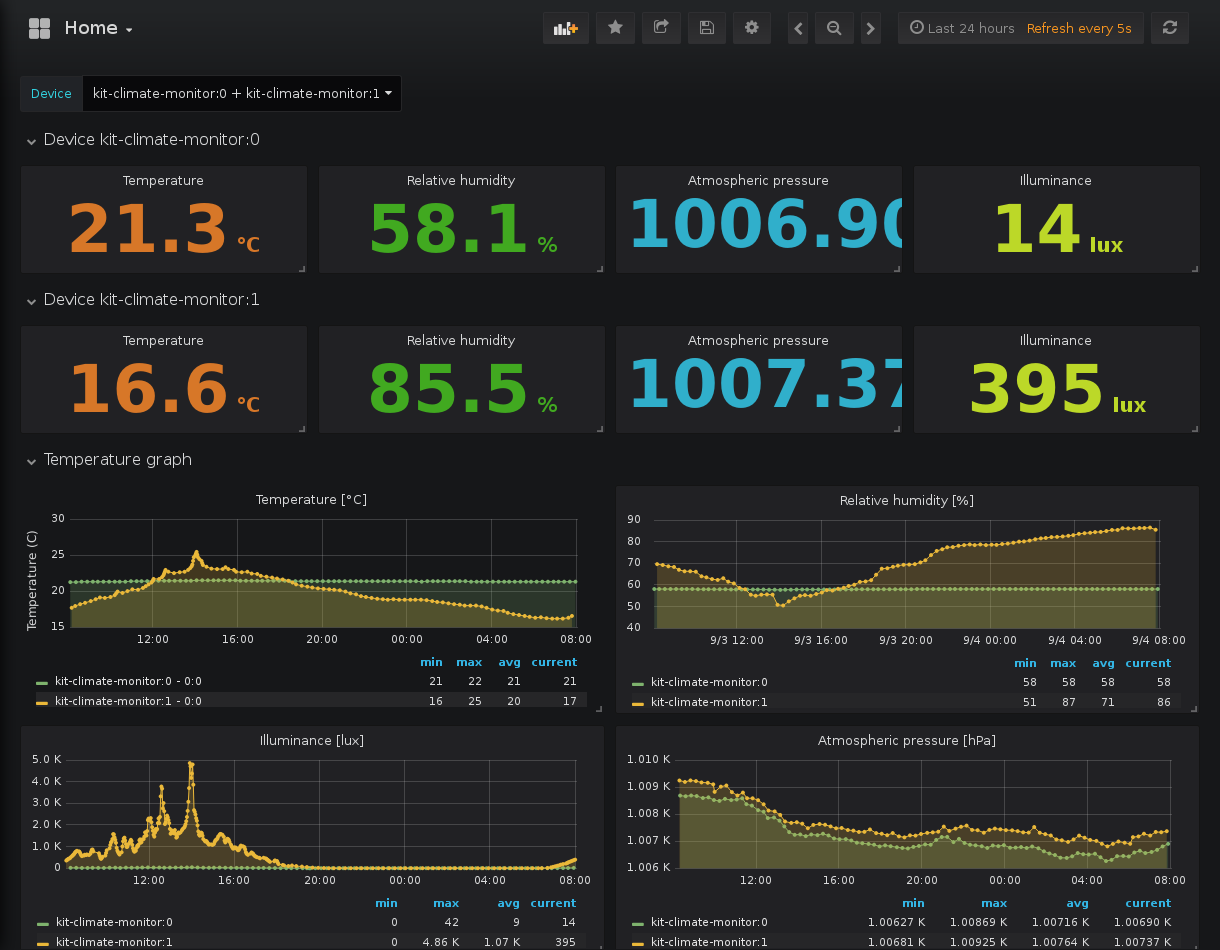 Home
Last 24 hours Refresh every 5s
Device kit-climate-monitor:0 + kit-climate-monitor:1
Device kit-climate-monitor:0
Temperature Relative humidity Atmospheric pressure Illuminance
21.3 °C 58.1 % 1006.90 14 lux
Device kit-climate-monitor:1
Temperature Relative humidity Atmospheric pressure Illuminance
16.6 °C 85.5 % 1007.37 395 lux
Temperature graph
Temperature [°C]
Temperature (C)
30
25
20
15
12:00 16:00 20:00 00:00 04:00 08:00
min max avg current
kit-climate-monitor:0 - 0:0 21 22 21 21
kit-climate-monitor:1 - 0:0 16 25 20 17
Relative humidity [%]
90
80
70
60
50
40
9/3 12:00 9/3 16:00 9/3 20:00 9/4 00:00 9/4 04:00 9/4 08:00
min max avg current
kit-climate-monitor:0 58 58 58 58
kit-climate-monitor:1 51 87 71 86
Illuminance [lux]
5.0 K
4.0 K
3.0 K
2.0 K
1.0 K
0
12:00 16:00 20:00 00:00 04:00 08:00
min max avg current
kit-climate-monitor:0 0 42 9 14
kit-climate-monitor:1 0 4.86 K 1.07 K 395
Atmospheric pressure [hPa]
1.010 K
1.009 K
1.008 K
1.007 K
1.006 K
12:00 16:00 20:00 00:00 04:00 08:00
min max avg current
kit-climate-monitor:0 1.00627 K 1.00869 K 1.00716 K 1.00690 K
kit-climate-monitor:1 1.00681 K 1.00925 K 1.00764 K 1.00737 K